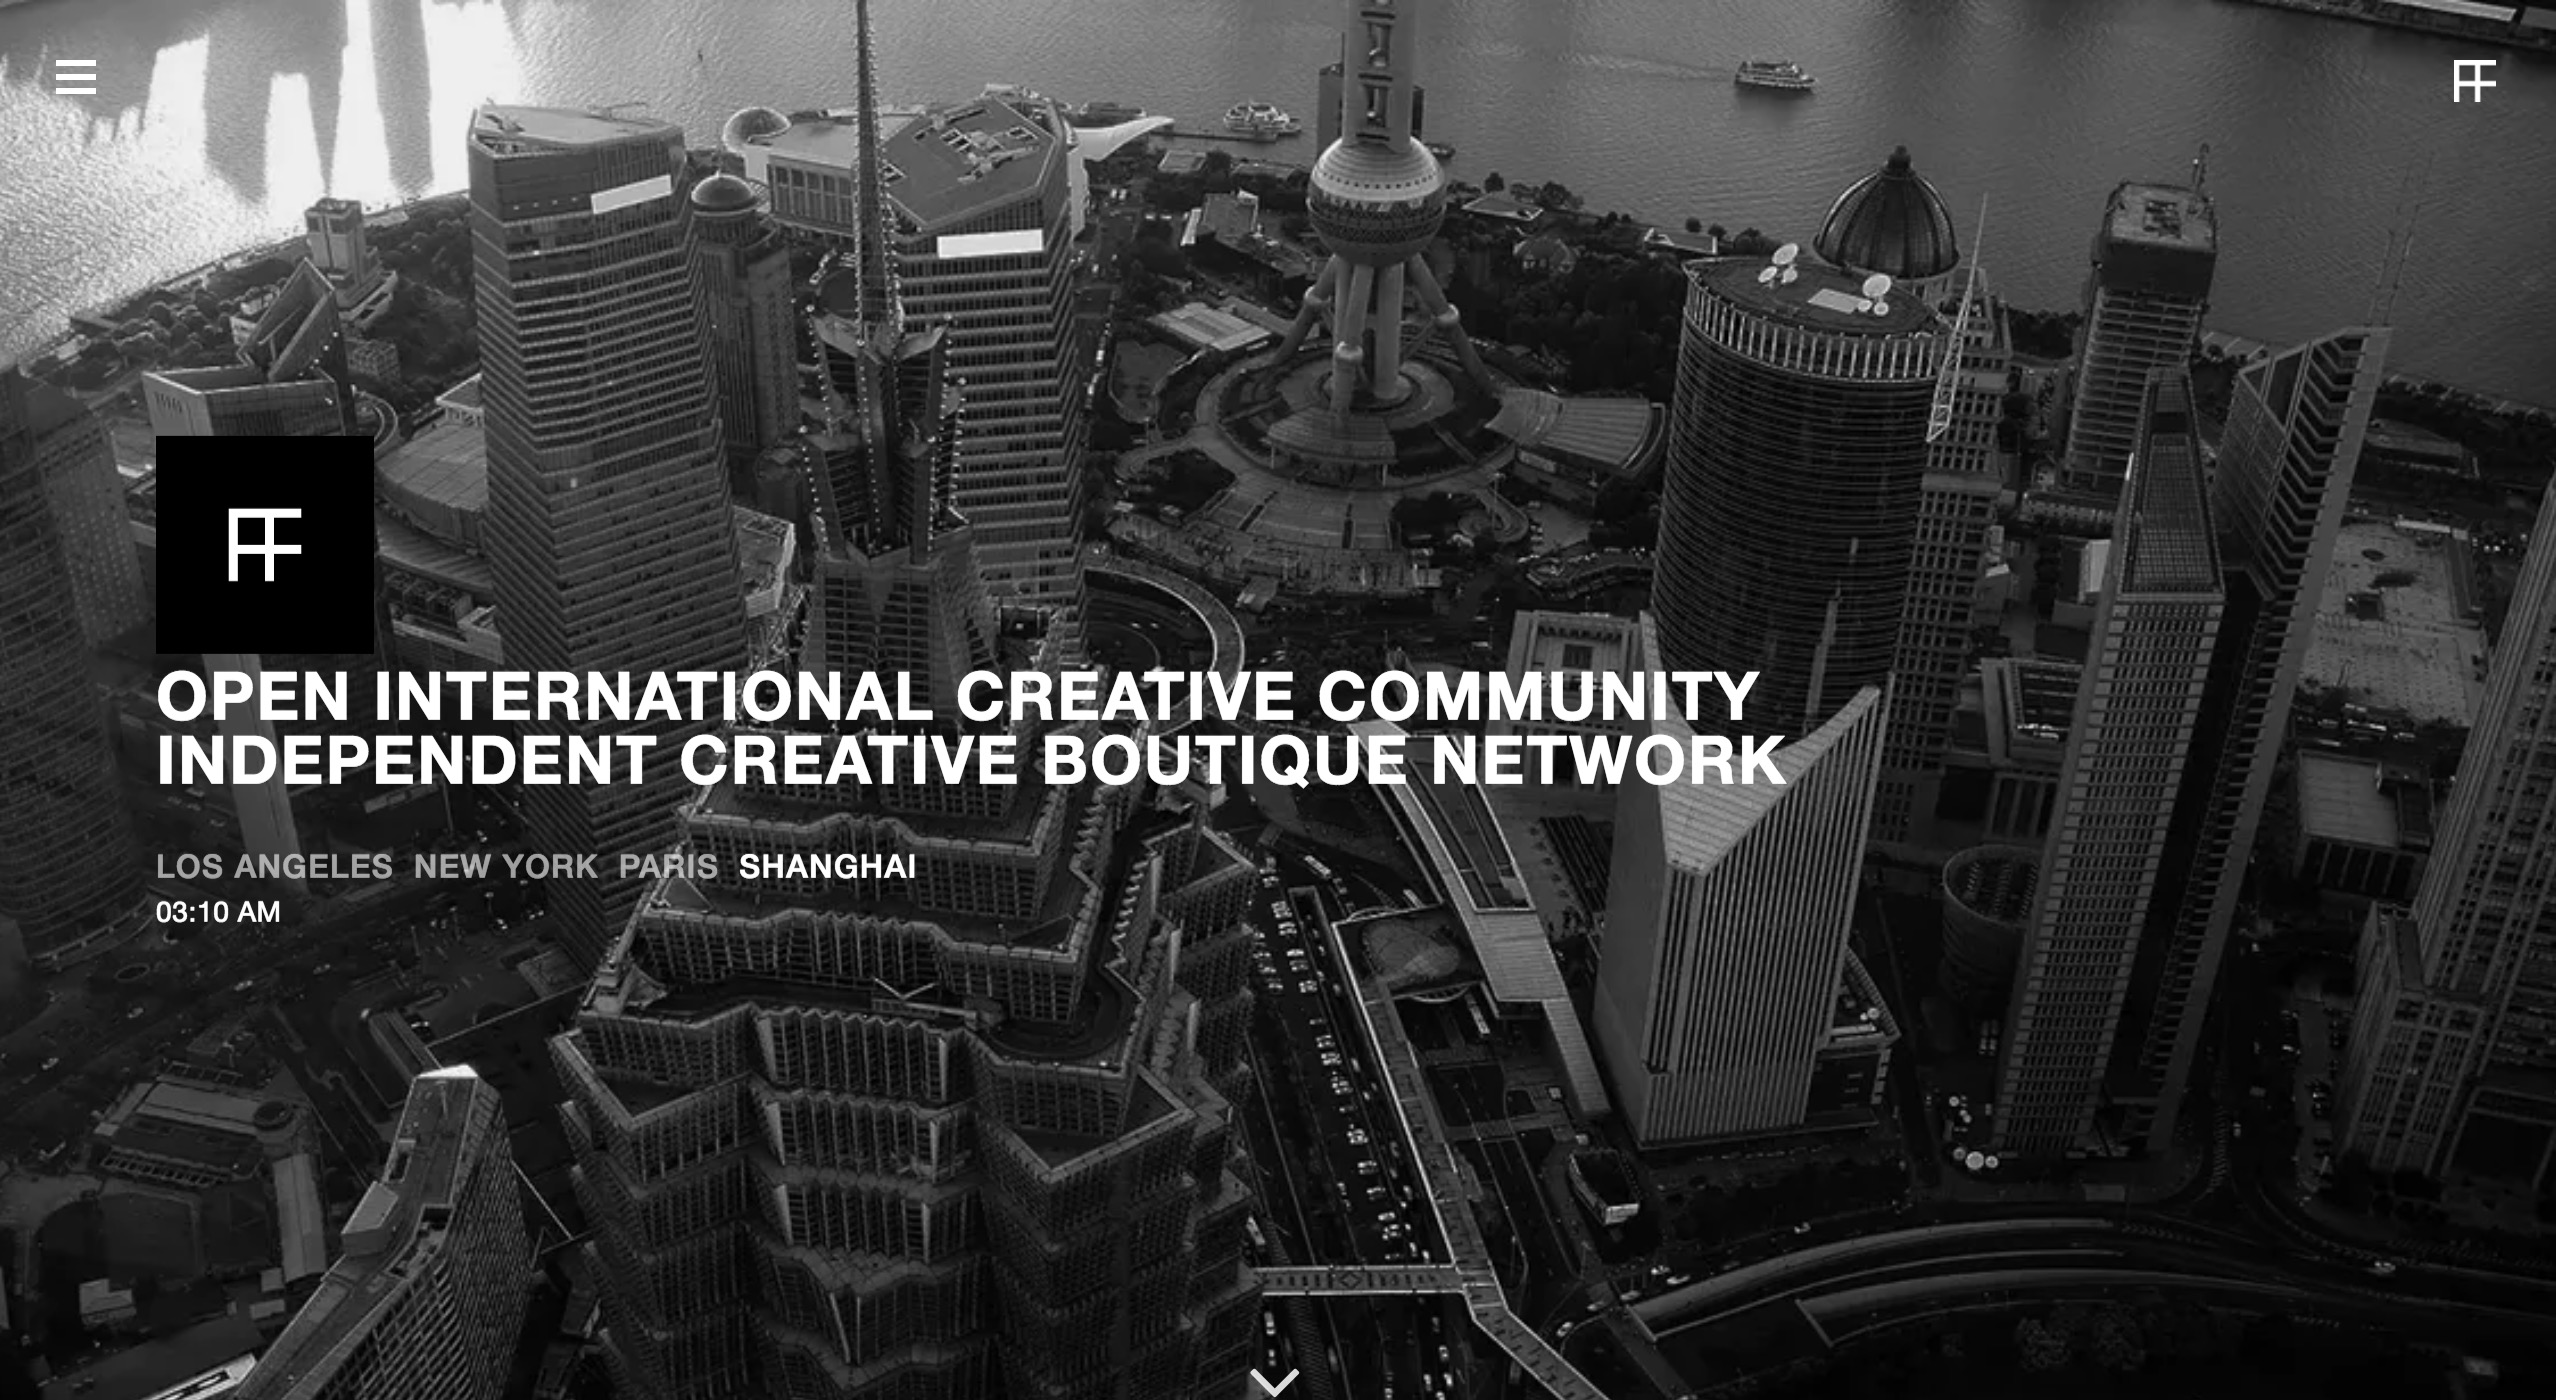 OPEN INTERNATIONAL CREATIVE COMMUNITY
INDEPENDENT CREATIVE BOUTIQUE NETWORK
LOS ANGELES NEW YORK PARIS SHANGHAI
03:10 AM